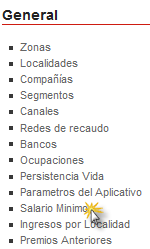 General
Zonas
Localidades
Compañías
Segmentos
Canales
Redes de recaudo
Bancos
Ocupaciones
Persistencia Vida
Parametros del Aplicativo
Salario Minimo
Ingresos por Localidad
Premios Anteriores